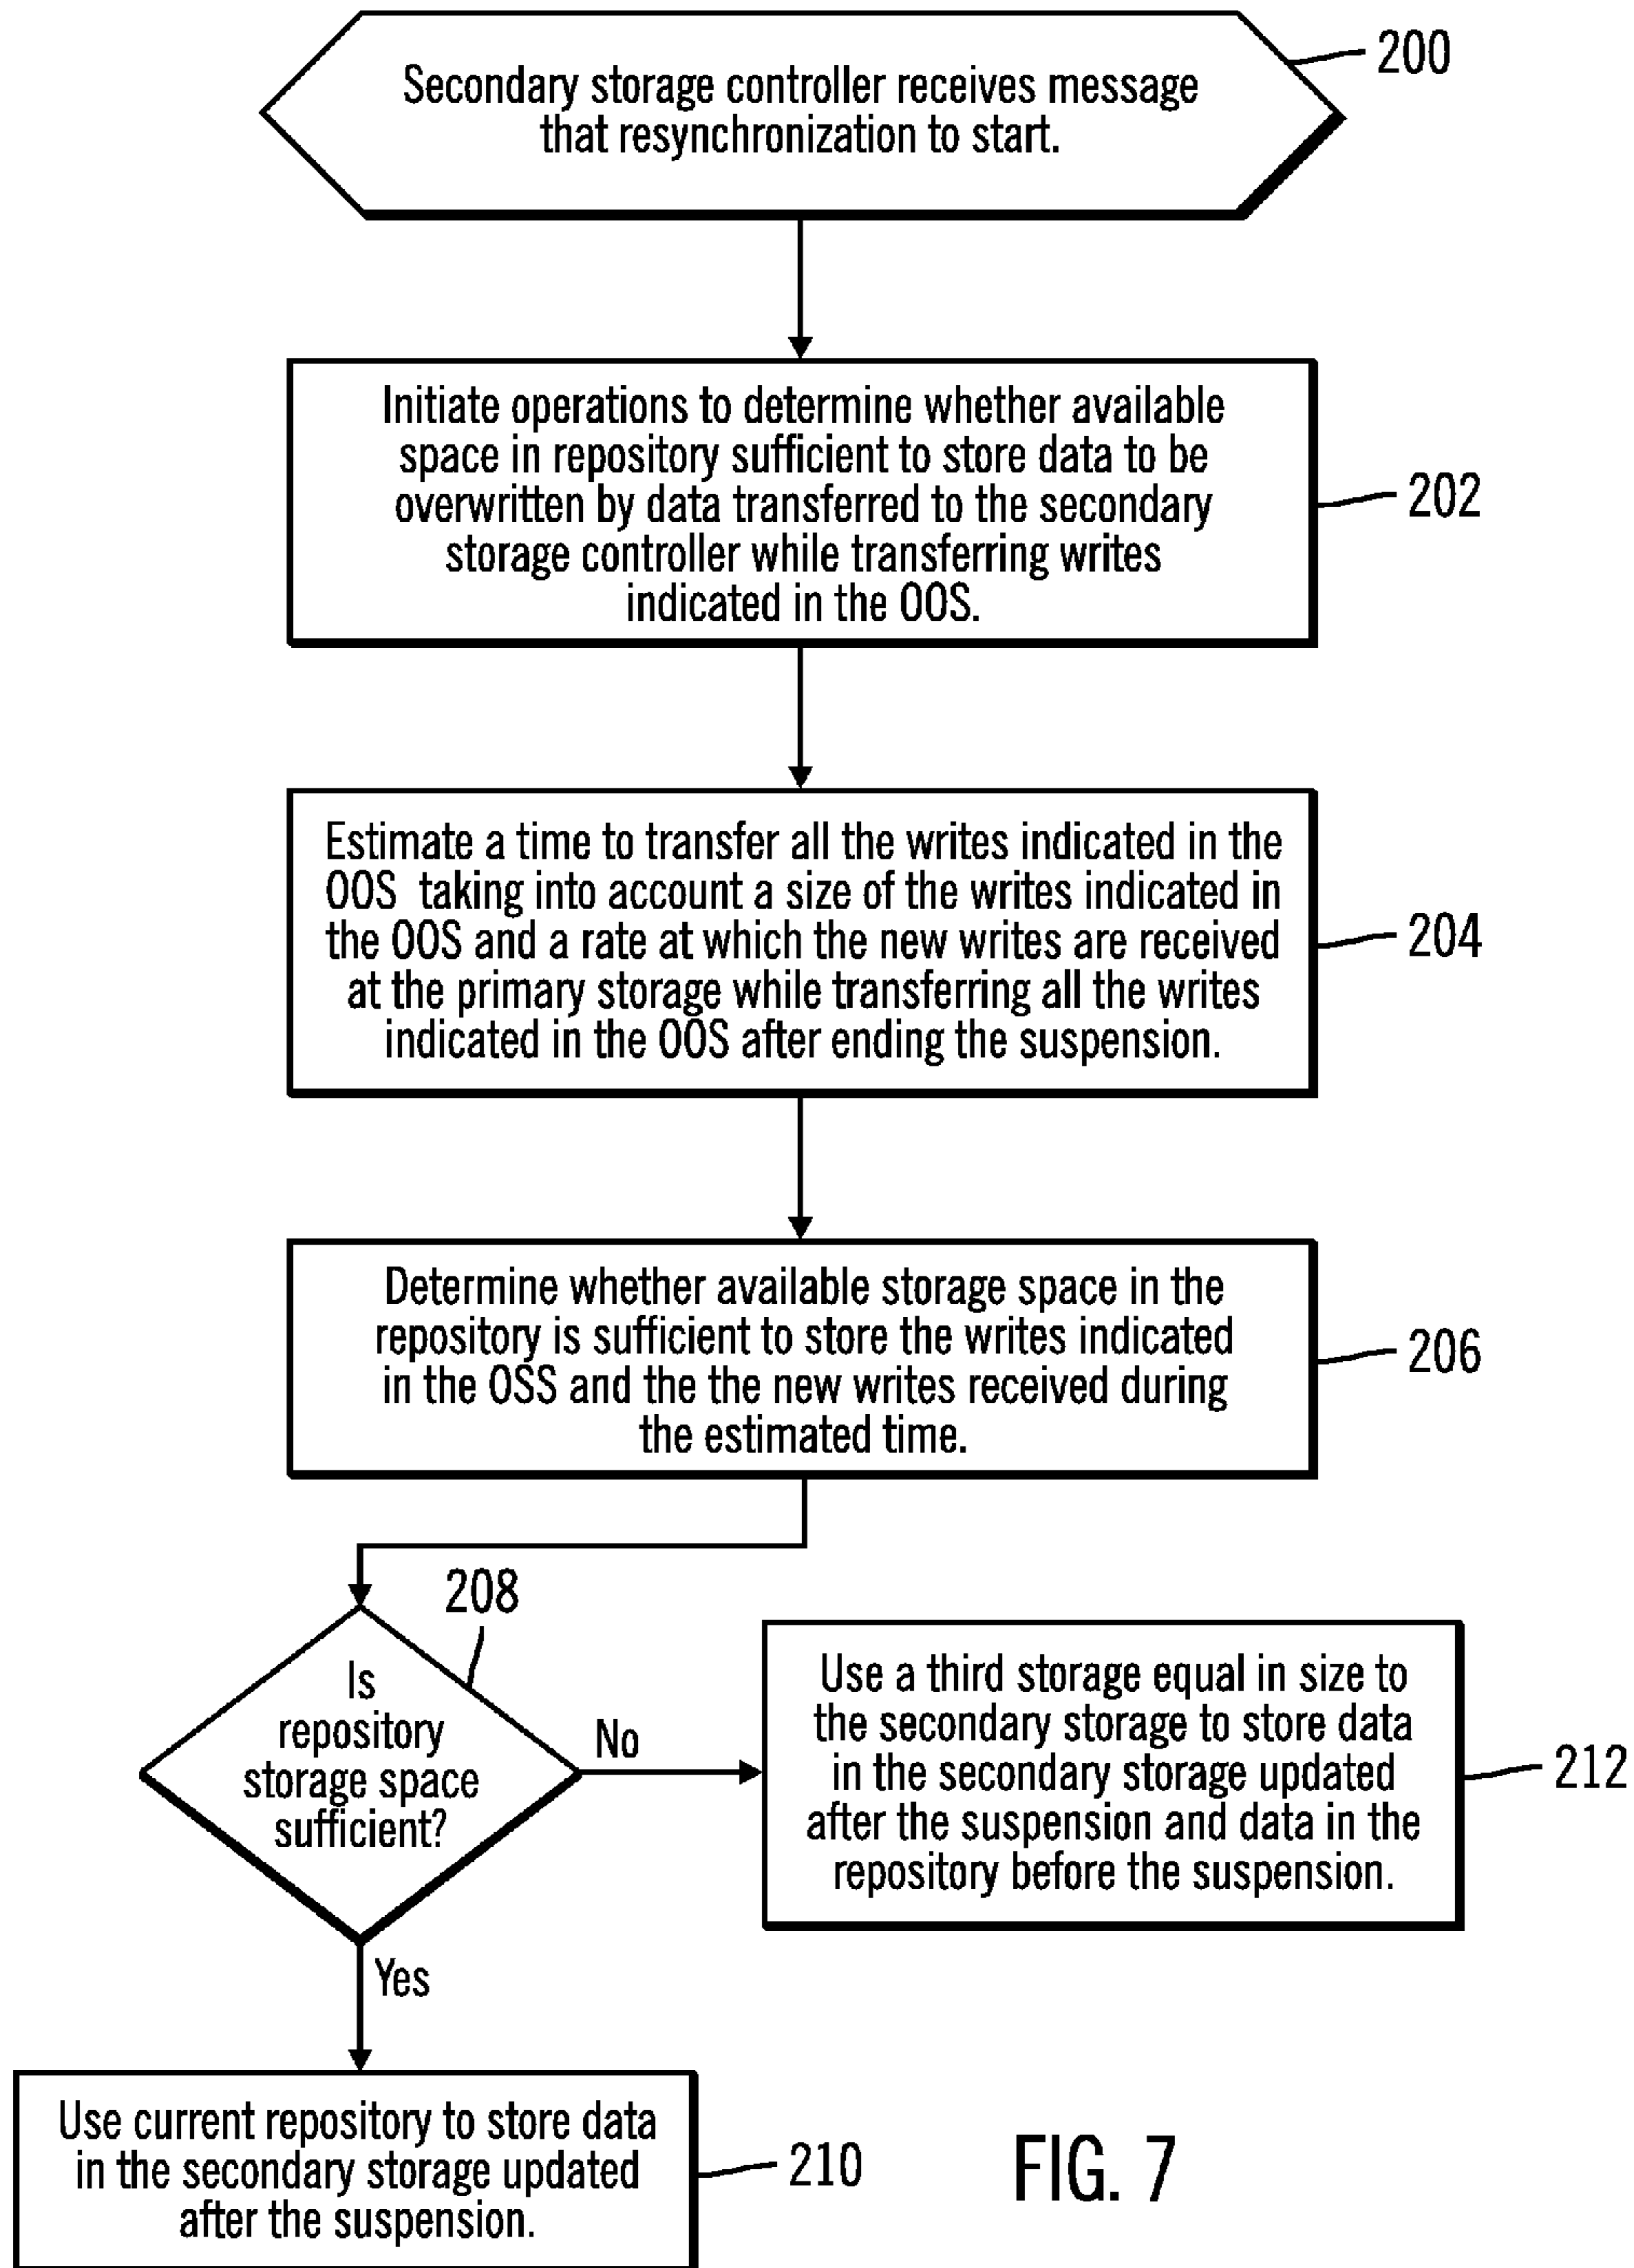 Secondary storage controller receives message
that resynchronization to start.
200
Initiate operations to determine whether available
space in repository sufficient to store data to be
overwritten by data transferred to the secondary
storage controller while transferring writes
indicated in the OOS.
202
Estimate a time to transfer all the writes indicated in the
OOS taking into account a size of the writes indicated in
the OOS and a rate at which the new writes are received
at the primary storage while transferring all the writes
indicated in the OOS after ending the suspension.
204
Determine whether available storage space in the
repository is sufficient to store the writes indicated
in the OSS and the the new writes received during
the estimated time.
206
208
Is
repository
storage space
sufficient?
No
Use a third storage equal in size to
the secondary storage to store data
in the secondary storage updated
after the suspension and data in the
repository before the suspension.
212
Yes
Use current repository to store data
in the secondary storage updated
after the suspension.
210
FIG. 7